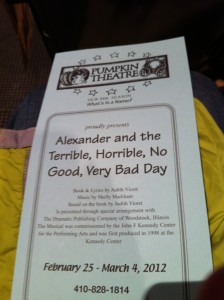 PUMPKIN
THEATRE
What's in a Name?
proudly presents
Alexander and the
Terrible, Horrible, No
Good, Very Bad Day
Book & Lyrics by Judith Viorst
Music by Shelly Markham
Based on the book by Judith Viorst
Is presented through special arrangement with
The Dramatic Publishing Company of Woodstock, Illinois
The Musical was commissioned by the John F Kennedy Center
for the Performing Arts and was first produced in 1998 at the
Kennedy Center
February 25 - March 4, 2012
410-828-1814